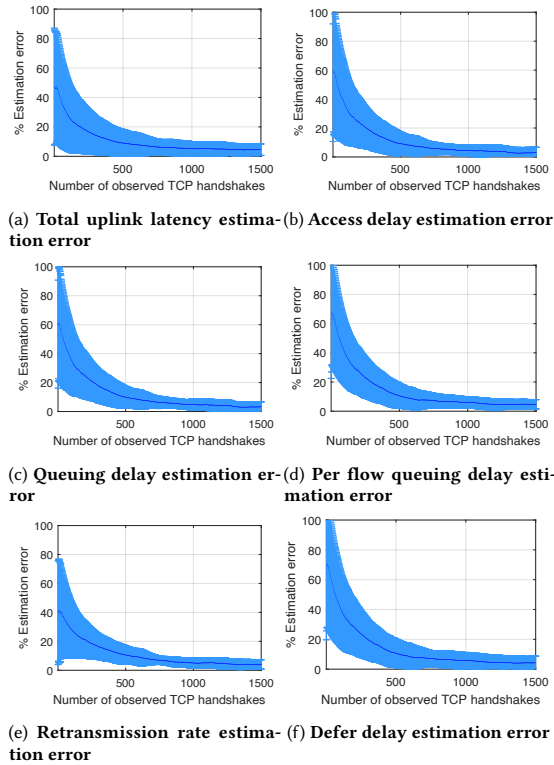 100
80
60
40
20
0
% Estimation error
500
1000
1500
Number of observed TCP handshakes
100
80
60
40
20
0
% Estimation error
500
1000
1500
Number of observed TCP handshakes
(a) Total uplink latency estima-
tion error
(b) Access delay estimation error
100
80
60
40
20
0
% Estimation error
500
1000
1500
Number of observed TCP handshakes
100
80
60
40
20
0
% Estimation error
500
1000
1500
Number of observed TCP handshakes
(c) Queuing delay estimation er-
ror
(d) Per flow queuing delay esti-
mation error
100
80
60
40
20
0
% Estimation error
500
1000
1500
Number of observed TCP handshakes
100
80
60
40
20
0
% Estimation error
500
1000
1500
Number of observed TCP handshakes
(e) Retransmission rate estima-
tion error
(f) Defer delay estimation error